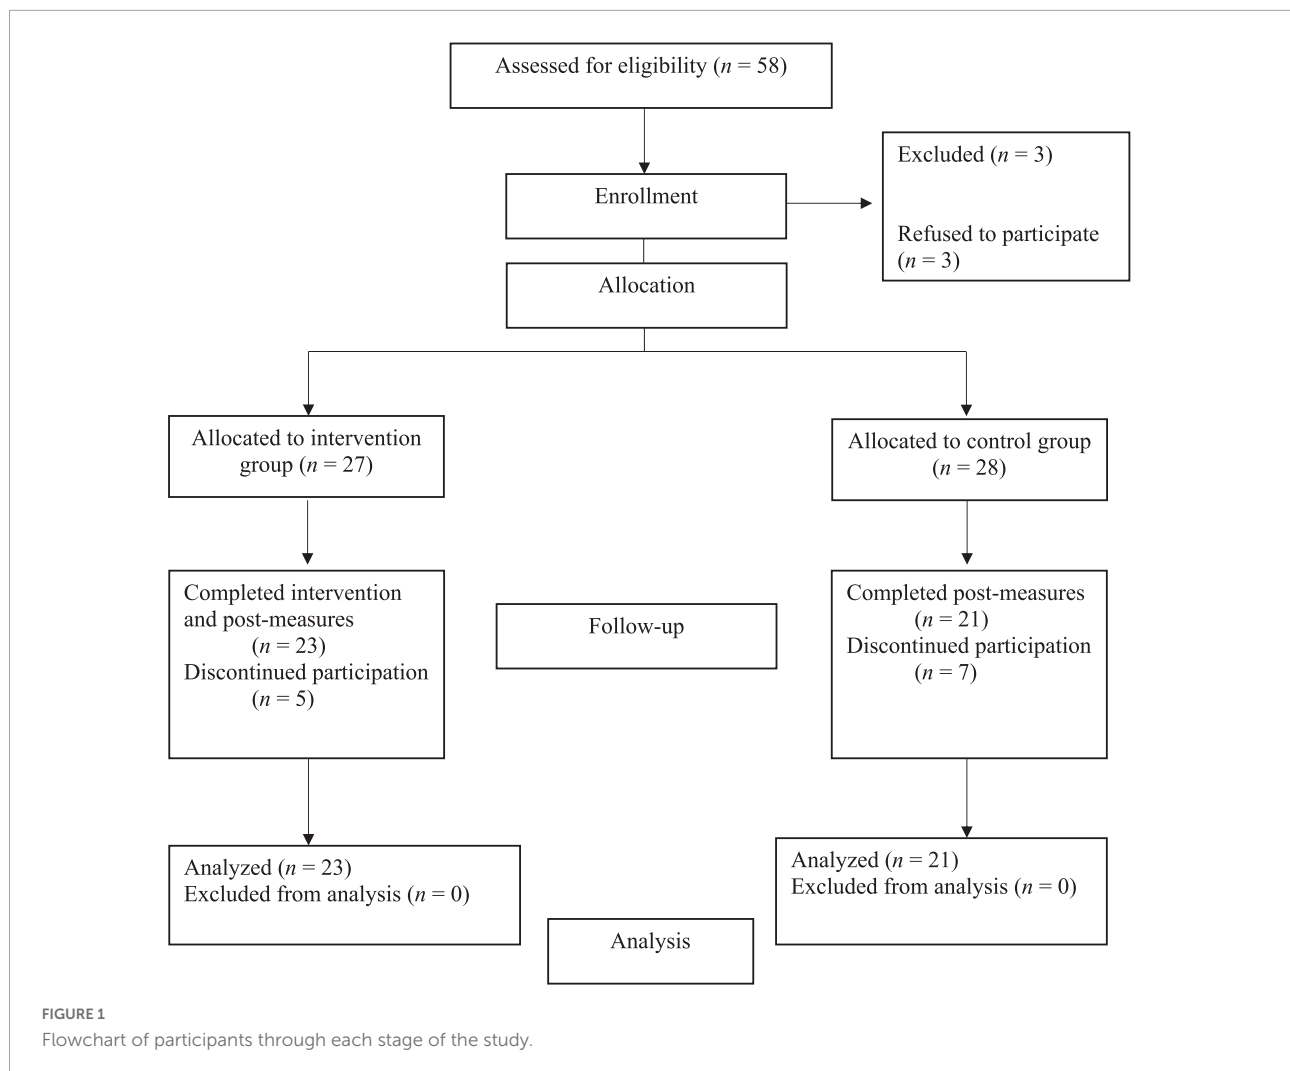 Assessed for eligibility (n = 58)
Excluded (n = 3)
Refused to participate
(n = 3)
Enrollment
Allocation
Allocated to intervention
group (n = 27)
Allocated to control group
(n = 28)
Completed intervention
and post-measures
(n = 23)
Discontinued participation
(n = 5)
Follow-up
Completed post-measures
(n = 21)
Discontinued participation
(n = 7)
Analyzed (n = 23)
Excluded from analysis (n = 0)
Analyzed (n = 21)
Excluded from analysis (n = 0)
Analysis
FIGURE 1
Flowchart of participants through each stage of the study.